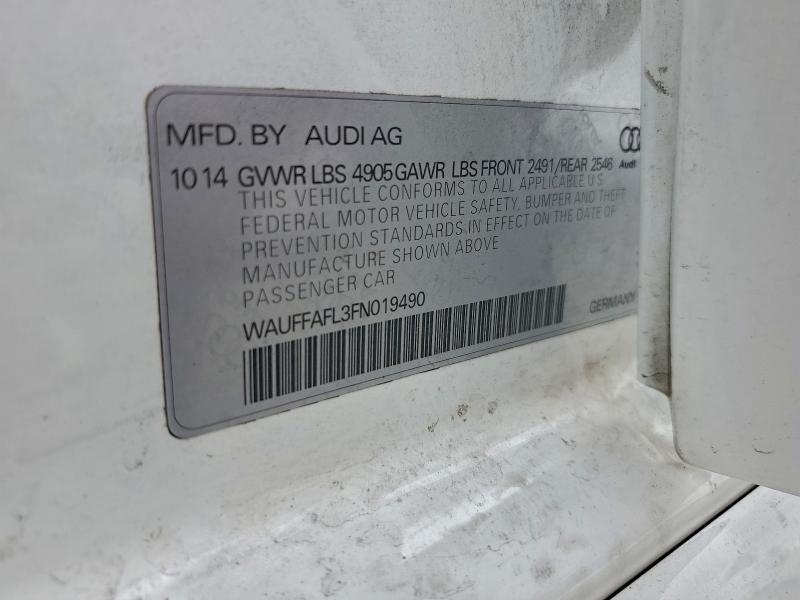 MFD. BY AUDI AG
10 14 GVWR LBS 4905 GAWR LBS FRONT 2491/REAR 2546
Audi
THIS VEHICLE CONFORMS TO ALL APPLICABLE U S
FEDERAL MOTOR VEHICLE SAFETY, BUMPER AND THEFT
PREVENTION STANDARDS IN EFFECT ON THE DATE OF
MANUFACTURE SHOWN ABOVE
PASSENGER CAR
WAUFFAFL3FN019490
GERMANY